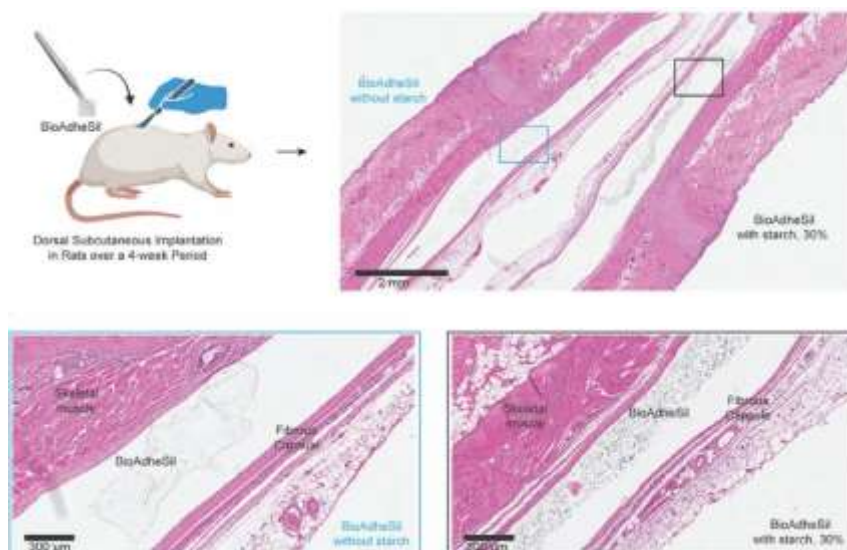 BioAdheSil
Dorsal Subcutaneous Implantation
in Rats over a 4-week Period
BioAdheSil
without starch
BioAdheSil
with starch, 30%
2 mm
Skeletal
muscle
BioAdheSil
Fibrous
Capsule
300 µm
BioAdheSil
without starch
Skeletal
muscle
BioAdheSil
Fibrous
Capsule
µm
BioAdheSil
with starch, 30%